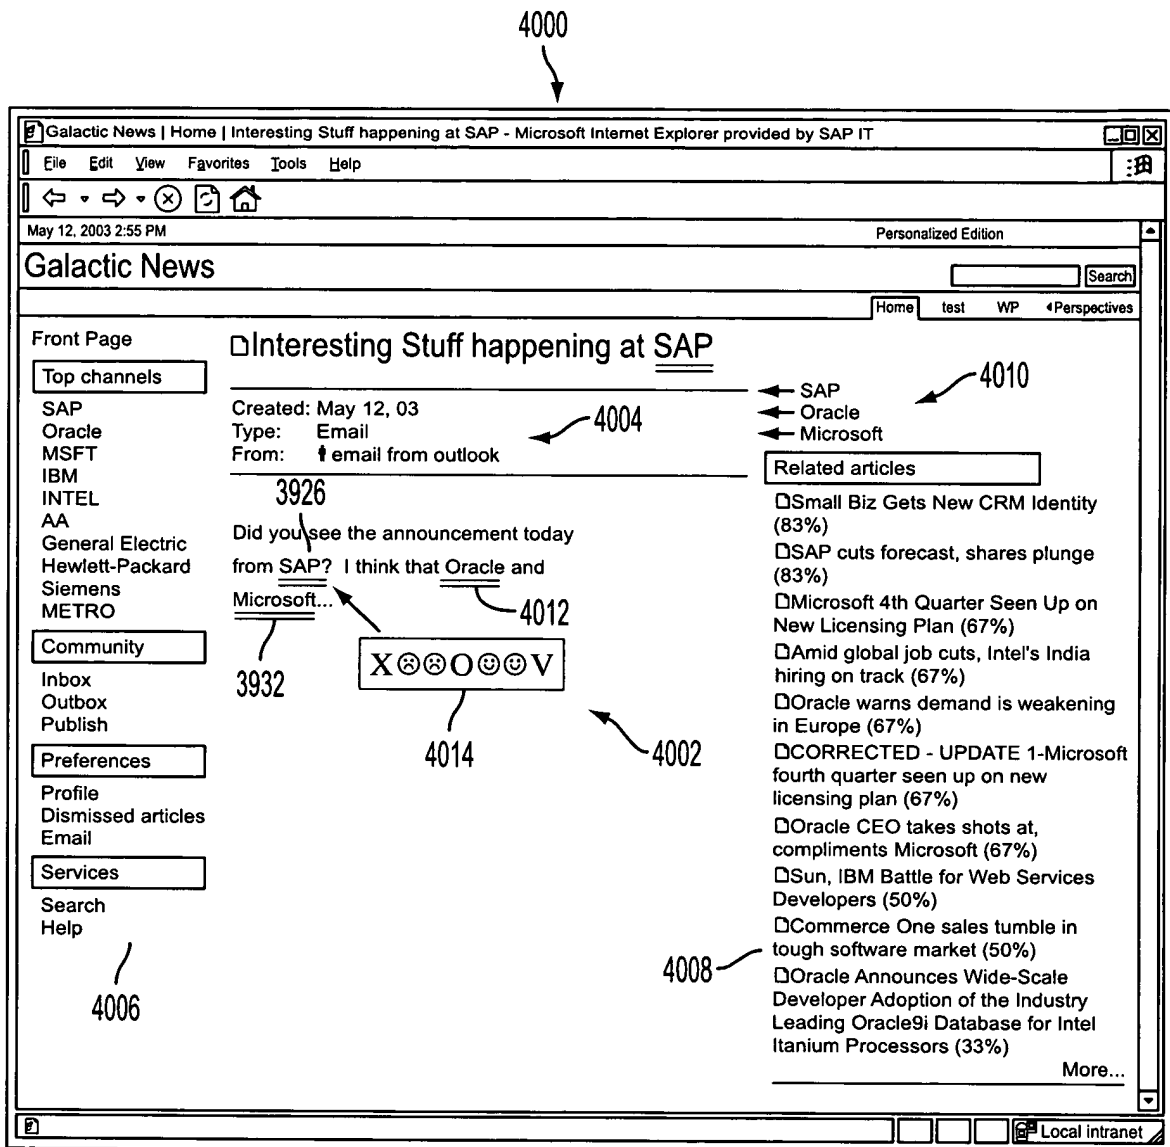 4000
Galactic News | Home | Interesting Stuff happening at SAP - Microsoft Internet Explorer provided by SAP IT
File Edit View Favorites Tools Help
May 12, 2003 2:55 PM
Personalized Edition
Galactic News
Search
Home test WP Perspectives
Front Page
Top channels
SAP
Oracle
MSFT
IBM
INTEL
AA
General Electric
Hewlett-Packard
Siemens
METRO
Community
Inbox
Outbox
Publish
Preferences
Profile
Dismissed articles
Email
Services
Search
Help
4006
Interesting Stuff happening at SAP
Created: May 12, 03
Type: Email
From: email from outlook
4004
3926
Did you see the announcement today
from SAP? I think that Oracle and
Microsoft...
4012
3932
X O V
4014
4002
SAP
Oracle
Microsoft
4010
Related articles
Small Biz Gets New CRM Identity
(83%)
SAP cuts forecast, shares plunge
(83%)
Microsoft 4th Quarter Seen Up on
New Licensing Plan (67%)
Amid global job cuts, Intel's India
hiring on track (67%)
Oracle warns demand is weakening
in Europe (67%)
CORRECTED - UPDATE 1-Microsoft
fourth quarter seen up on new
licensing plan (67%)
Oracle CEO takes shots at,
compliments Microsoft (67%)
Sun, IBM Battle for Web Services
Developers (50%)
Commerce One sales tumble in
tough software market (50%)
4008
Oracle Announces Wide-Scale
Developer Adoption of the Industry
Leading Oracle9i Database for Intel
Itanium Processors (33%)
More...
Local intranet